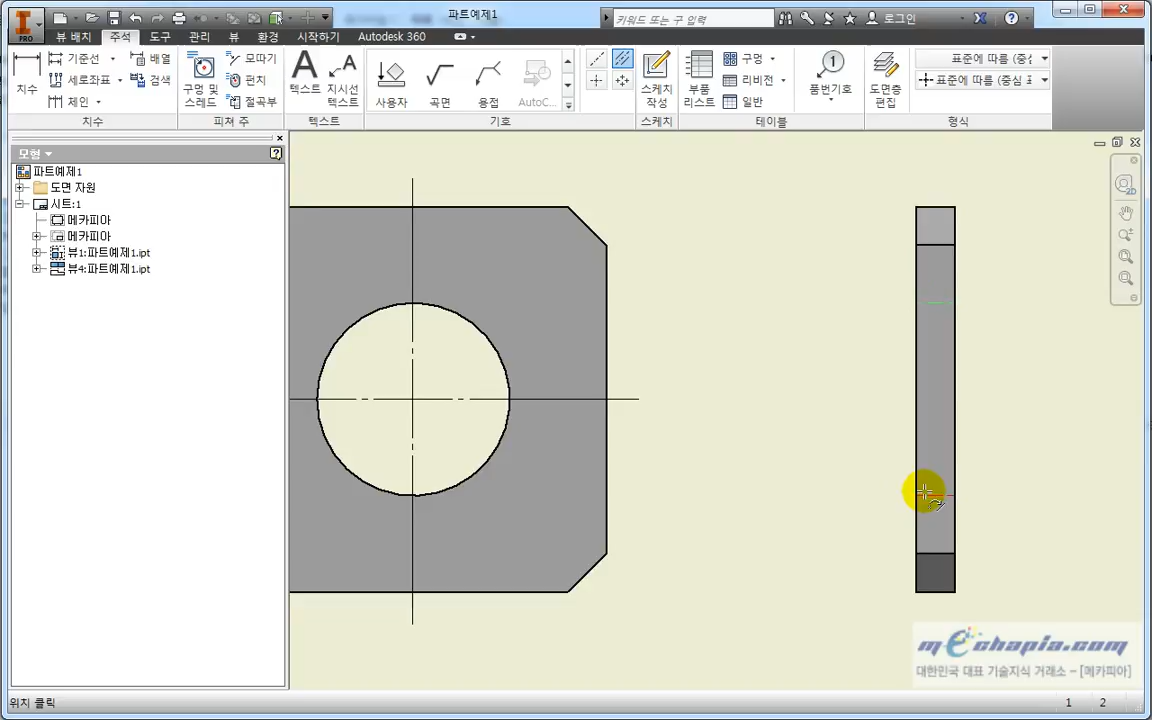 파트예제1
키워드 또는 구 입력
로그인
PRO
뷰 배치 주석 도구 관리 뷰 환경 시작하기 Autodesk 360
치수
기준선 배열
세로좌표 검색
체인
치수
구멍 및
스레드
모따기
펀치
절곡부
피쳐 주
텍스트
지시선
텍스트
텍스트
사용자 곡면 용접 AutoC...
기호
스케치
작성
스케치
부품
리스트
구멍
리비전
일반
테이블
품번기호
1
도면층
편집
표준에 따름 (중
표준에 따름 (중심 표
형식
모형
파트예제1
도면 자원
시트:1
메카피아
메카피아
뷰1:파트예제1.ipt
뷰4:파트예제1.ipt
2D
mechapia.com
대한민국 대표 기술지식 거래소 – [메카피아]
위치 클릭
1 2